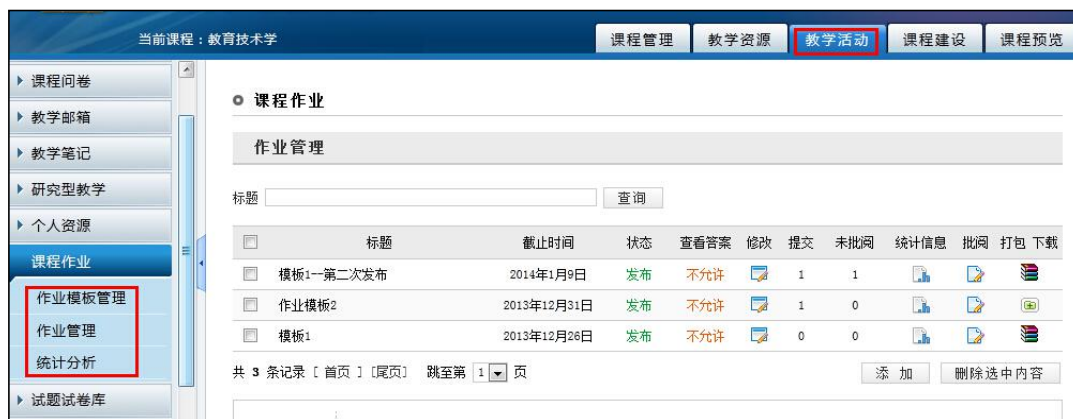 当前课程：教育技术学
课程管理 教学资源 教学活动 课程建设 课程预览
课程问卷
教学邮箱
教学笔记
研究型教学
个人资源
课程作业
作业模板管理
作业管理
统计分析
试题试卷库
课程作业
作业管理
标题 查询
标题 截止时间 状态 查看答案 修改 提交 未批阅 统计信息 批阅 打包 下载
模板1--第二次发布 2014年1月9日 发布 不允许 1 1
作业模板2 2013年12月31日 发布 不允许 1 0
模板1 2013年12月26日 发布 不允许 0 0
共 3 条记录 [ 首页 ] [尾页] 跳至第 1 页 添 加 删除选中内容